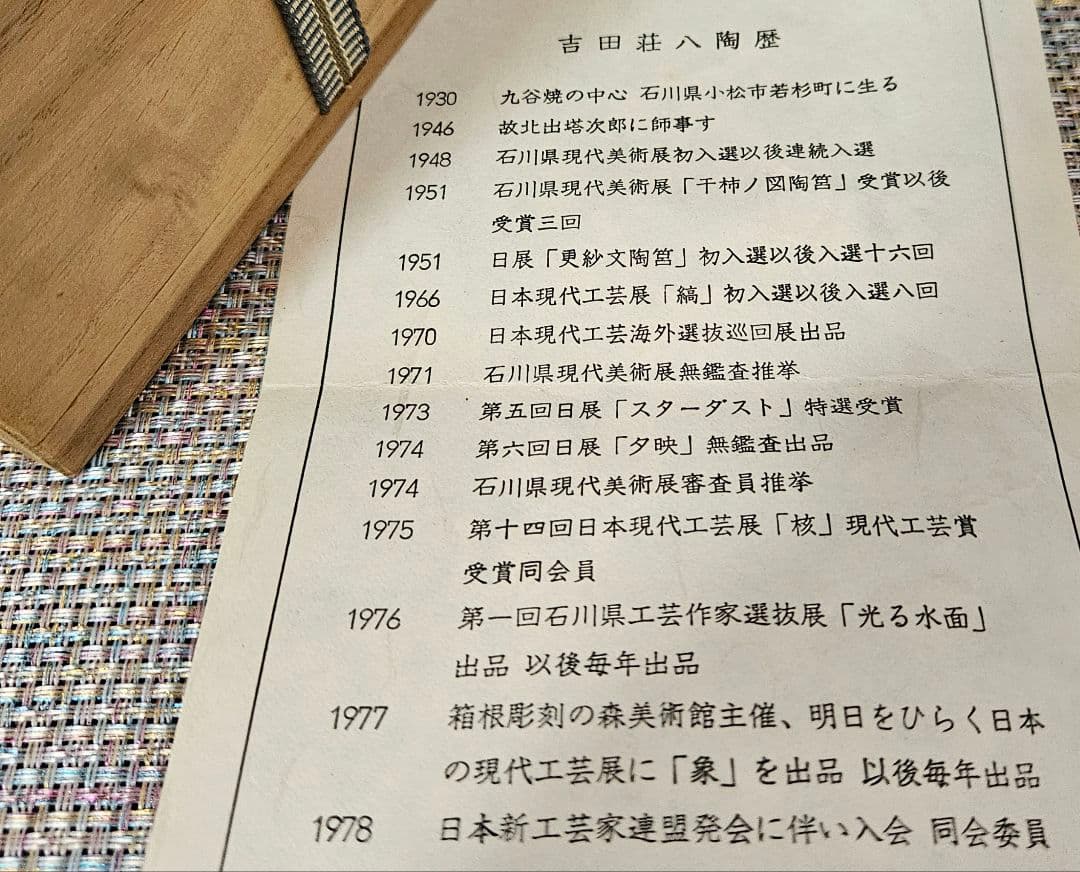 吉田荘八陶歴
1930 九谷焼の中心 石川県小松市若杉町に生る
1946 故北出塔次郎に師事す
1948 石川県現代美術展初入選以後連続入選
1951 石川県現代美術展「干柿ノ図陶筥」受賞以後
受賞三回
1951 日展「更紗文陶筥」初入選以後入選十六回
1966 日本現代工芸展「縞」初入選以後入選八回
1970 日本現代工芸海外選抜巡回展出品
1971 石川県現代美術展無鑑査推挙
1973 第五回日展「スターダスト」特選受賞
1974 第六回日展「夕映」無鑑査出品
1974 石川県現代美術展審査員推挙
1975 第十四回日本現代工芸展「核」現代工芸賞
受賞同会員
1976 第一回石川県工芸作家選抜展「光る水面」
出品 以後毎年出品
1977 箱根彫刻の森美術館主催、明日をひらく日本
の現代工芸展に「象」を出品 以後毎年出品
1978 日本新工芸家連盟発会に伴い入会 同会委員